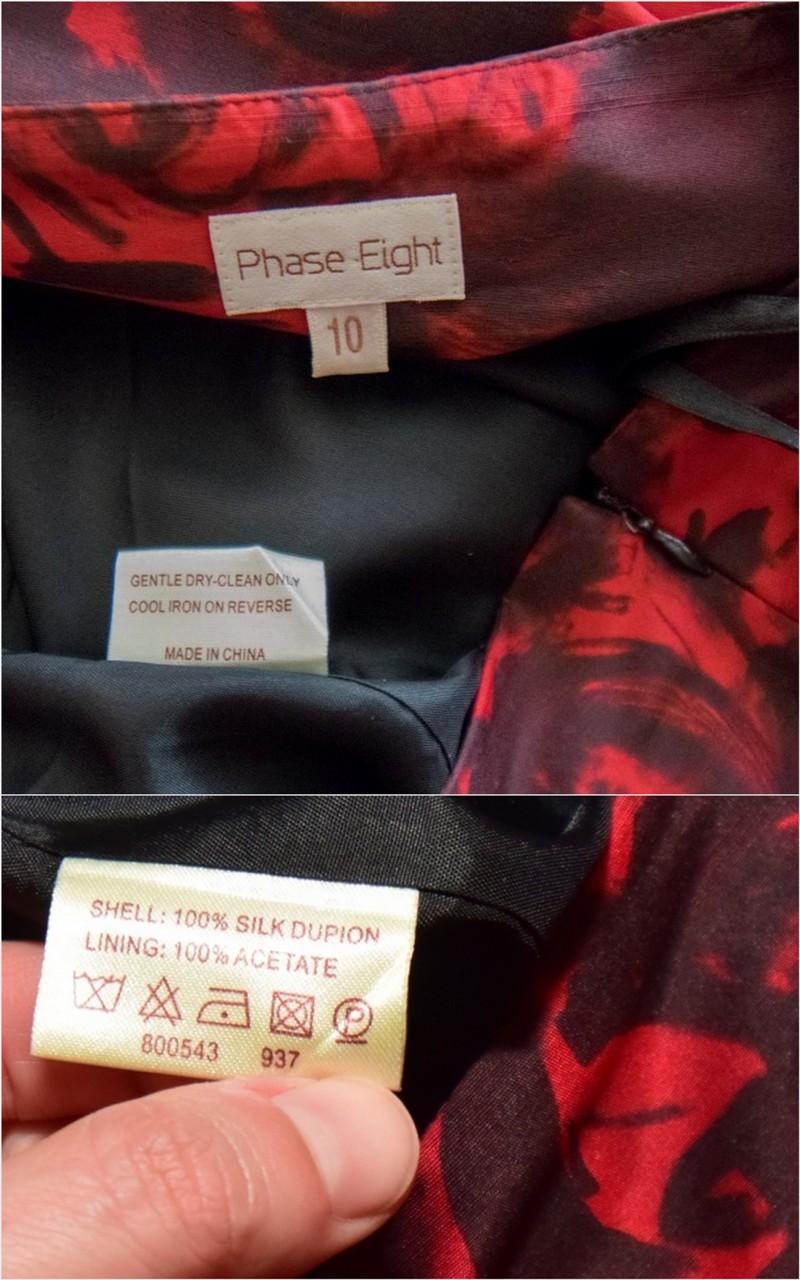 Phase Eight
10
GENTLE DRY-CLEAN ONLY
COOL IRON ON REVERSE
MADE IN CHINA
SHELL: 100% SILK DUPION
LINING: 100% ACETATE
P
800543 937